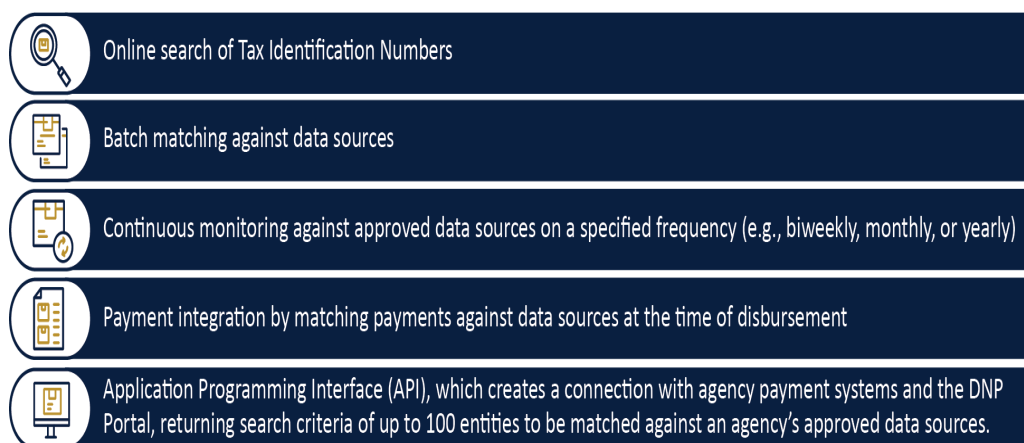 Online search of Tax Identification Numbers
Batch matching against data sources
Continuous monitoring against approved data sources on a specified frequency (e.g., biweekly, monthly, or yearly)
Payment integration by matching payments against data sources at the time of disbursement
Application Programming Interface (API), which creates a connection with agency payment systems and the DNP
Portal, returning search criteria of up to 100 entities to be matched against an agency’s approved data sources.